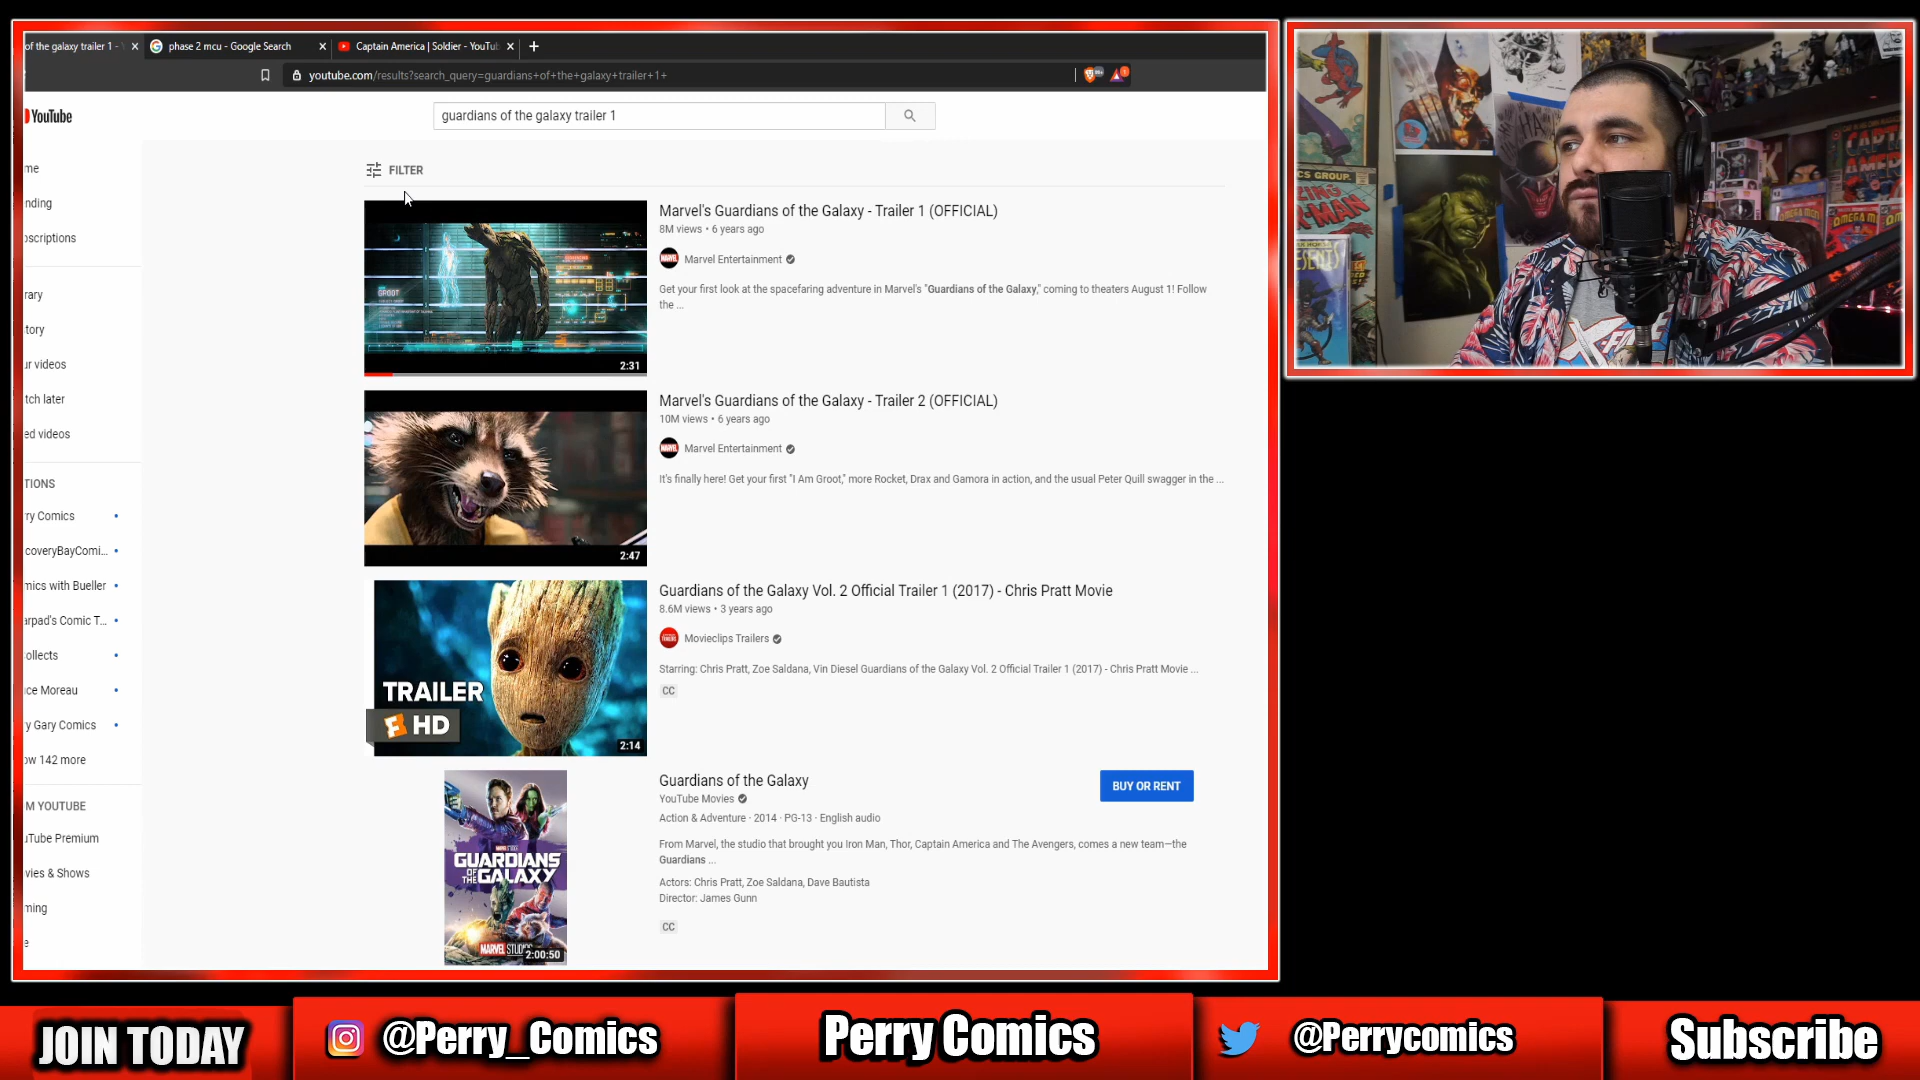 of the galaxy trailer 1 -
phase 2 mcu - Google Search
Captain America | Soldier - YouTu
youtube.com/results?search_query=guardians+of+the+galaxy+trailer+1+
YouTube
guardians of the galaxy trailer 1
me
nding
oscriptions
rary
tory
ur videos
tch later
ed videos
TIONS
ry Comics
coveryBayComi...
mics with Bueller
arpad's Comic T...
ollects
ce Moreau
y Gary Comics
ow 142 more
M YOUTUBE
uTube Premium
vies & Shows
ming
e
FILTER
GROOT
2:31
Marvel's Guardians of the Galaxy - Trailer 1 (OFFICIAL)
8M views • 6 years ago
MARVEL
Marvel Entertainment
Get your first look at the spacefaring adventure in Marvel's "Guardians of the Galaxy," coming to theaters August 1! Follow
the ...
2:47
Marvel's Guardians of the Galaxy - Trailer 2 (OFFICIAL)
10M views • 6 years ago
MARVEL
Marvel Entertainment
It's finally here! Get your first "I Am Groot," more Rocket, Drax and Gamora in action, and the usual Peter Quill swagger in the ...
TRAILER
HD
2:14
Guardians of the Galaxy Vol. 2 Official Trailer 1 (2017) - Chris Pratt Movie
8.6M views • 3 years ago
Movieclips Trailers
Starring: Chris Pratt, Zoe Saldana, Vin Diesel Guardians of the Galaxy Vol. 2 Official Trailer 1 (2017) - Chris Pratt Movie ...
CC
GUARDIANS
OF THE GALAXY
MARVEL STUDIOS
2:00:50
Guardians of the Galaxy
YouTube Movies
Action & Adventure · 2014 · PG-13 · English audio
From Marvel, the studio that brought you Iron Man, Thor, Captain America and The Avengers, comes a new team—the
Guardians ...
Actors: Chris Pratt, Zoe Saldana, Dave Bautista
Director: James Gunn
CC
BUY OR RENT
CS GROUP.
JOIN TODAY
@Perry_Comics
Perry Comics
@Perrycomics
Subscribe